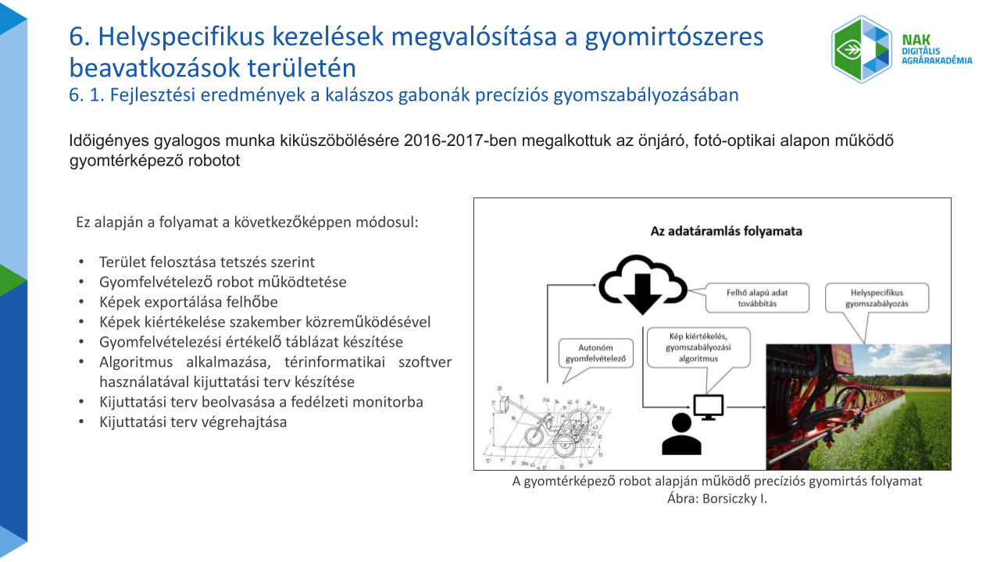 6. Helyspecifikus kezelések megvalósítása a gyomirtószeres
beavatkozások területén
6. 1. Fejlesztési eredmények a kalászos gabonák precíziós gyomszabályozásában
NAK
DIGITÁLIS
AGRÁRAKADÉMIA
Időigényes gyalogos munka kiküszöbölésére 2016-2017-ben megalkottuk az önjáró, fotó-optikai alapon működő
gyomtérképező robotot
Ez alapján a folyamat a következőképpen módosul:
• Terület felosztása tetszés szerint
• Gyomfelvételező robot működtetése
• Képek exportálása felhőbe
• Képek kiértékelése szakember közreműködésével
• Gyomfelvételezési értékelő táblázat készítése
• Algoritmus alkalmazása, térinformatikai szoftver
használatával kijuttatási terv készítése
• Kijuttatási terv beolvasása a fedélzeti monitorba
• Kijuttatási terv végrehajtása
Az adatáramlás folyamata
Felhő alapú adat
továbbítás
Helyspecifikus
gyomszabályozás
Kép kiértékelés,
gyomszabályozási
algoritmus
Autonóm
gyomfelvételező
A gyomtérképező robot alapján működő precíziós gyomirtás folyamat
Ábra: Borsiczky I.